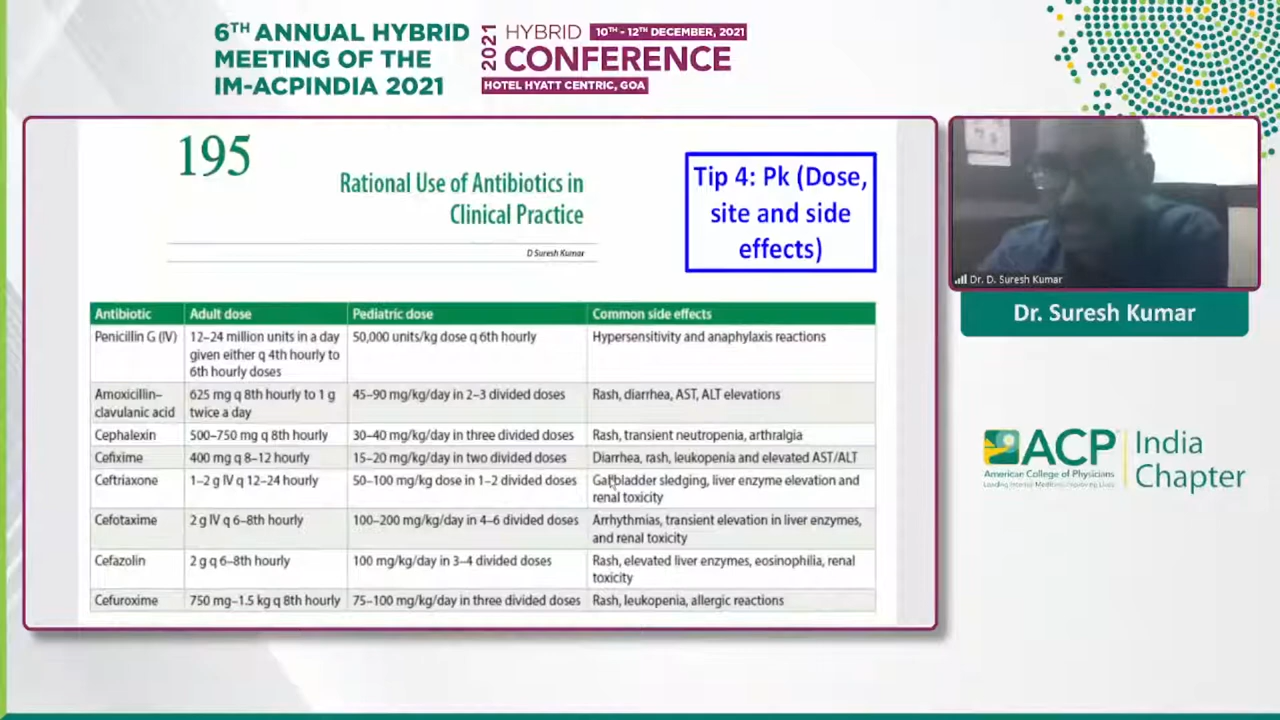 6TH ANNUAL HYBRID
MEETING OF THE
IM-ACPINDIA 2021
2021
HYBRID 10TH - 12TH DECEMBER, 2021
CONFERENCE
HOTEL HYATT CENTRIC, GOA
195
Rational Use of Antibiotics in
Clinical Practice
D Suresh Kumar
Tip 4: Pk (Dose,
site and side
effects)
Antibiotic Adult dose Pediatric dose Common side effects
Penicillin G (IV) 12–24 million units in a day 50,000 units/kg dose q 6th hourly Hypersensitivity and anaphylaxis reactions
given either q 4th hourly to
6th hourly doses
Amoxicillin– 625 mg q 8th hourly to 1 g 45–90 mg/kg/day in 2–3 divided doses Rash, diarrhea, AST, ALT elevations
clavulanic acid twice a day
Cephalexin 500–750 mg q 8th hourly 30–40 mg/kg/day in three divided doses Rash, transient neutropenia, arthralgia
Cefixime 400 mg q 8–12 hourly 15–20 mg/kg/day in two divided doses Diarrhea, rash, leukopenia and elevated AST/ALT
Ceftriaxone 1–2 g IV q 12–24 hourly 50–100 mg/kg dose in 1–2 divided doses Gallbladder sledging, liver enzyme elevation and
renal toxicity
Cefotaxime 2 g IV q 6–8th hourly 100–200 mg/kg/day in 4–6 divided doses Arrhythmias, transient elevation in liver enzymes,
and renal toxicity
Cefazolin 2 g q 6–8th hourly 100 mg/kg/day in 3–4 divided doses Rash, elevated liver enzymes, eosinophilia, renal
toxicity
Cefuroxime 750 mg–1.5 kg q 8th hourly 75–100 mg/kg/day in three divided doses Rash, leukopenia, allergic reactions
Dr. D. Suresh Kumar
Dr. Suresh Kumar
ACP
American College of Physicians
India
Chapter